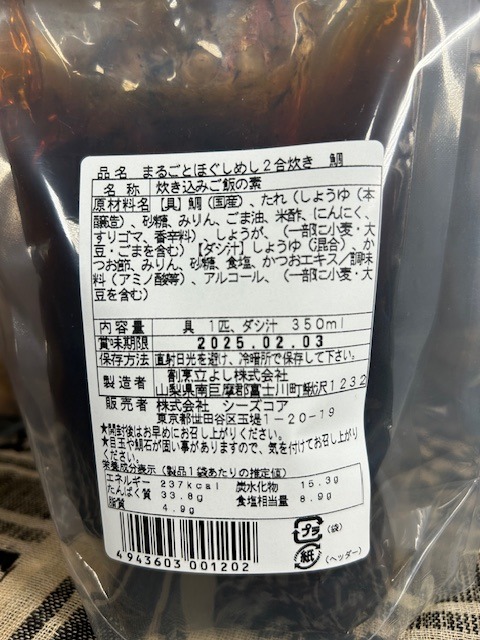 品名 まるごとほぐしめし2合炊き 鯛
名称 炊き込みご飯の素
原材料名 【具】鯛(国産)、たれ(しょうゆ(本
醸造)、砂糖、みりん、ごま油、米酢、にんにく、
すりゴマ、香辛料)、しょうが、(一部に小麦・大
豆・ごまを含む)【ダシ汁】しょうゆ(混合)、か
つお節、みりん、砂糖、食塩、かつおエキス/調味
料(アミノ酸等)、アルコール、(一部に小麦・大
豆を含む)
内容量 具 1匹、ダシ汁 350ml
賞味期限 2025.02.03
保存方法 直射日光を避け、冷暗所で保存して下さい。
製造者 割烹立よし株式会社
山梨県南巨摩郡富士川町鰍沢1232
販売者 株式会社 シーズコア
東京都世田谷区玉堤1-20-19
★開封後はお早めにお召し上がりください。
★目玉や鯛石が固い事がありますので、気を付けてお召し上がり
ください。
栄養成分表示(製品1袋あたりの推定値)
エネルギー 237kcal 炭水化物 15.3g
たんぱく質 33.8g 食塩相当量 8.9g
脂質 4.9g
プラ (袋)
紙 (ヘッダー)
4943603001202